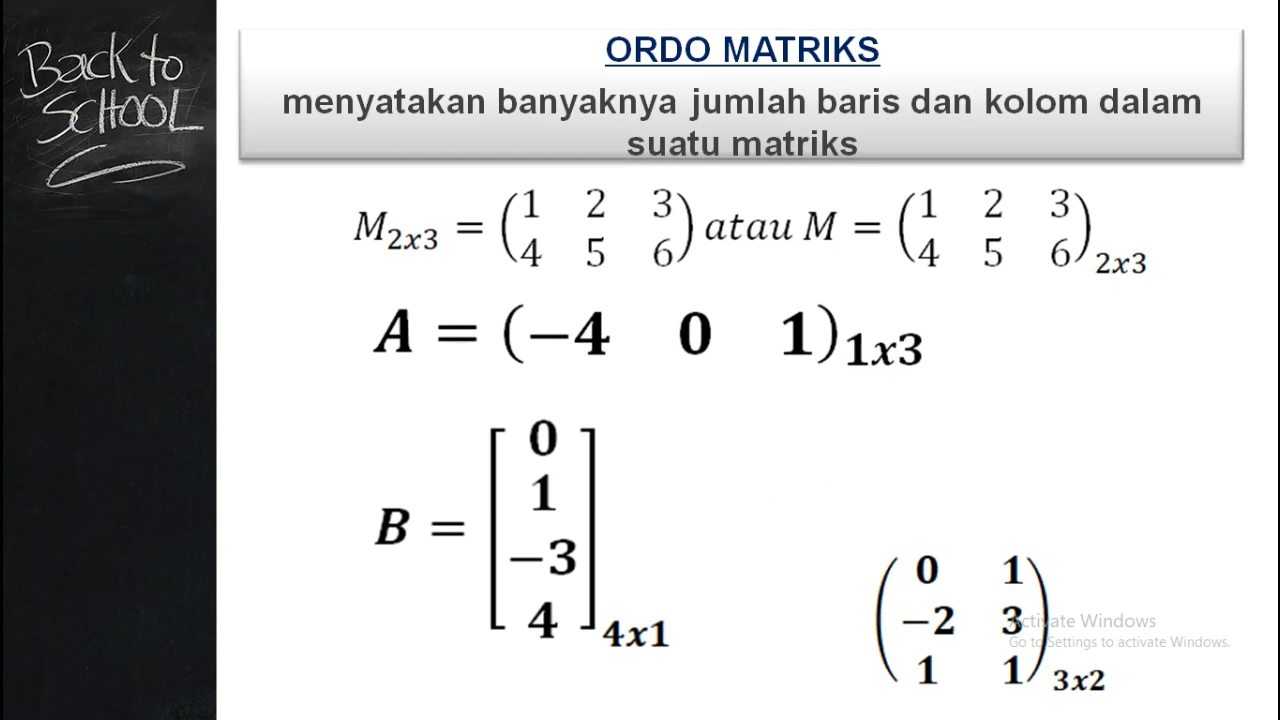 Back to
SCHOOL
ORDO MATRIKS
menyatakan banyaknya jumlah baris dan kolom dalam
suatu matriks
M₂ₓ₃ = (1 2 3
4 5 6) atau M = (1 2 3
4 5 6)₂ₓ₃
A = (−4 0 1)₁ₓ₃
B = [0
1
−3
4]₄ₓ₁
(0 1
−2 3
1 1)₃ₓ₂
Activate Windows
Go to Settings to activate Windows.